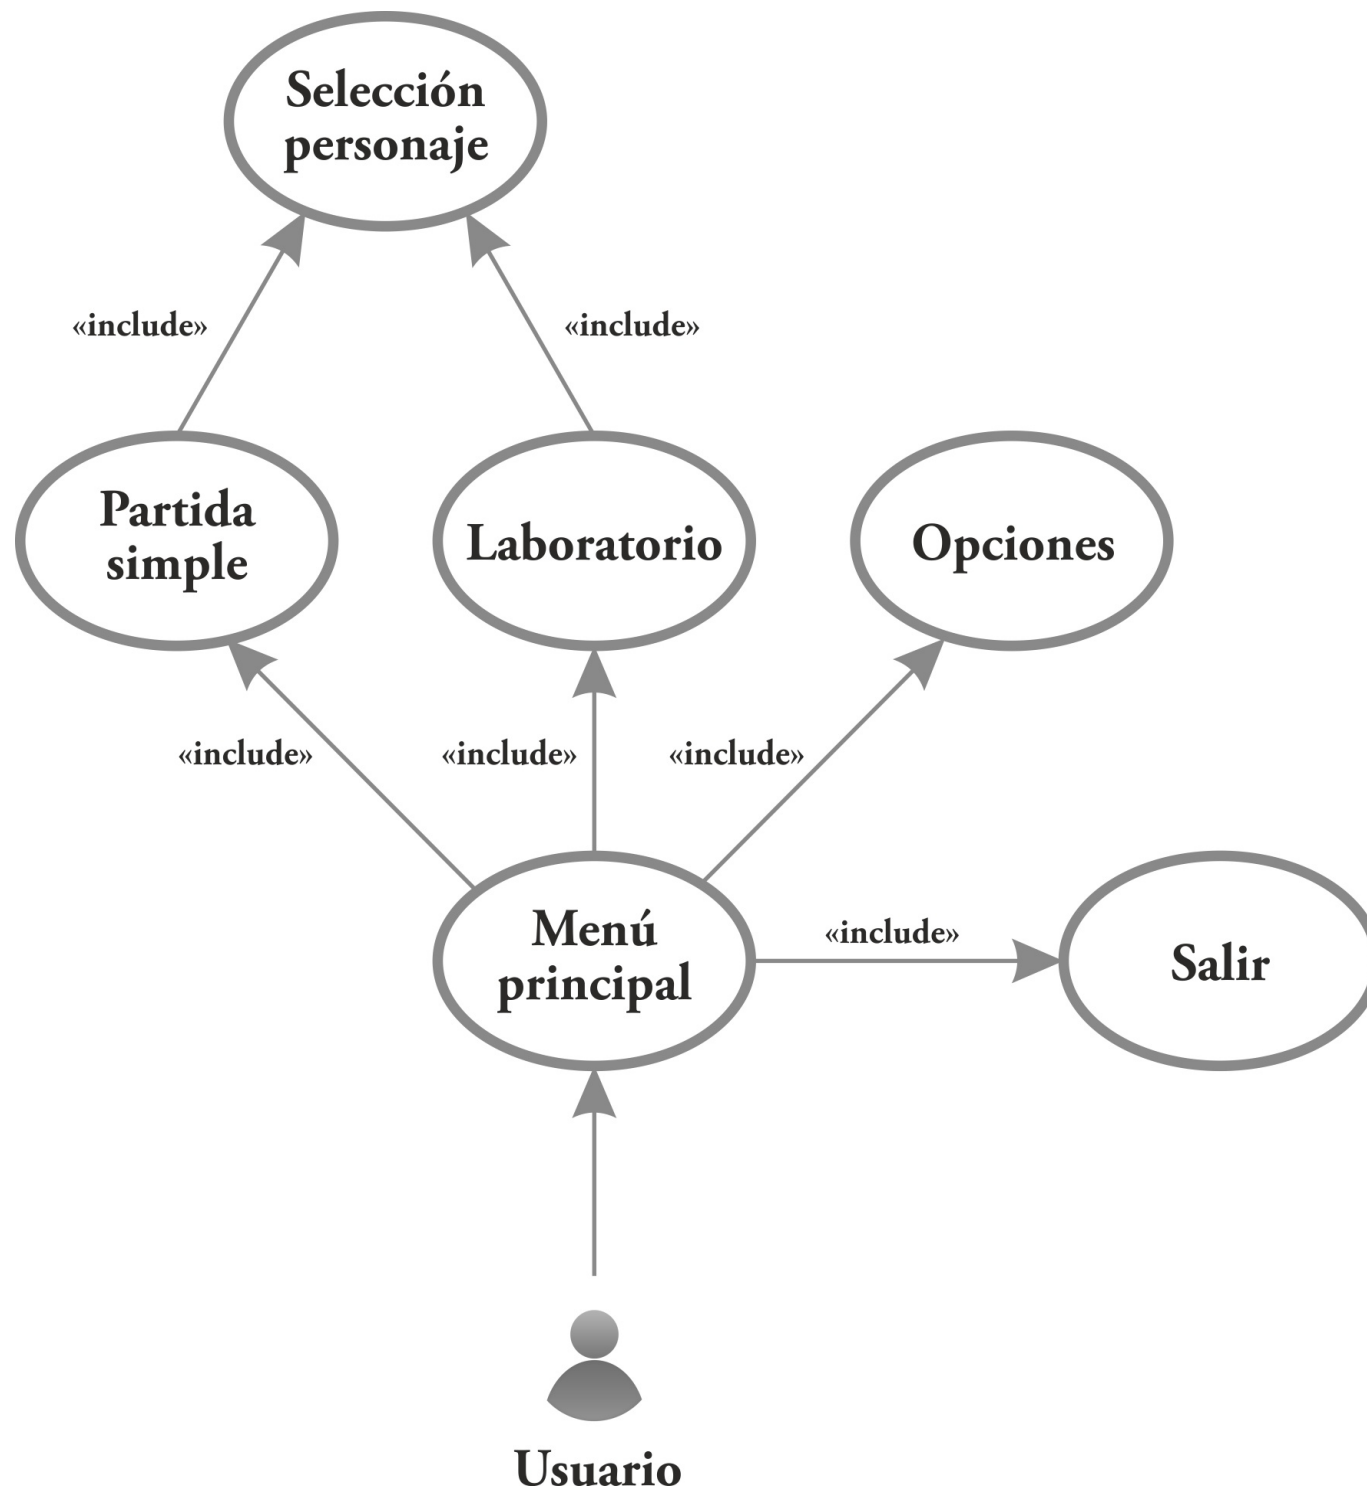 Selección
personaje
«include»
«include»
Partida
simple
Laboratorio
Opciones
«include»
«include»
«include»
Menú
principal
«include»
Salir
Usuario